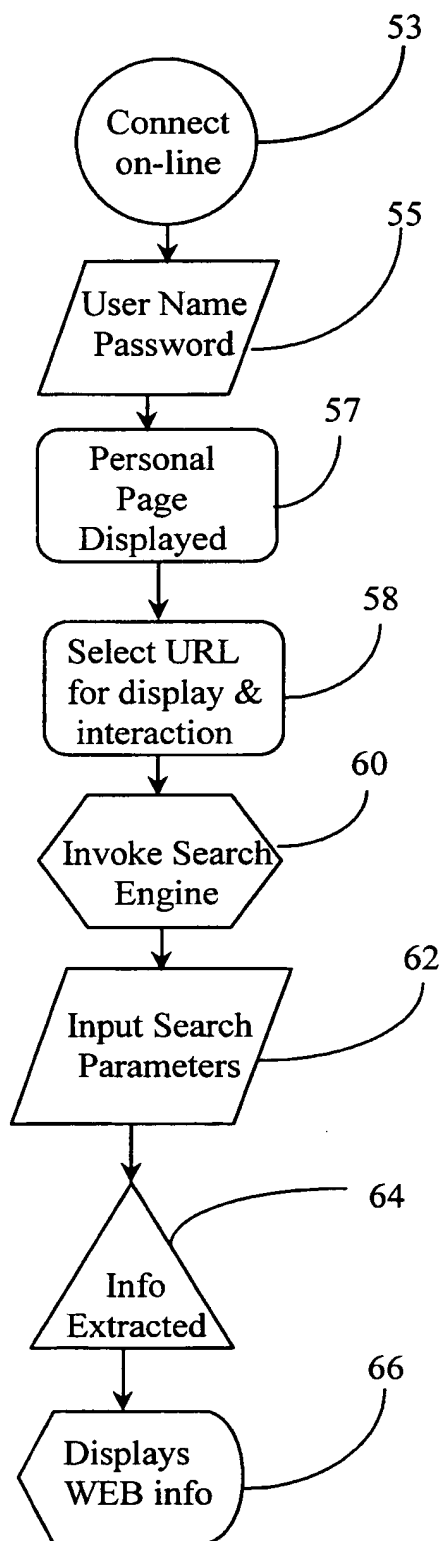 53
Connect
on-line
55
User Name
Password
57
Personal
Page
Displayed
58
Select URL
for display &
interaction
60
Invoke Search
Engine
62
Input Search
Parameters
64
Info
Extracted
66
Displays
WEB info